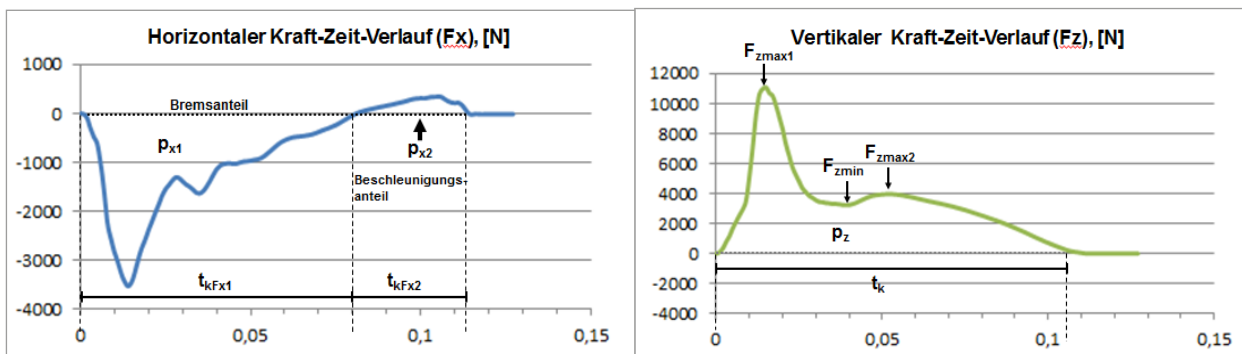 Horizontaler Kraft-Zeit-Verlauf (Fx), [N]
1000
0
-1000
-2000
-3000
-4000
Bremsanteil
px1
px2
Beschleunigungs-
anteil
tkFx1
tkFx2
0
0,05
0,1
0,15
Vertikaler Kraft-Zeit-Verlauf (Fz), [N]
Fzmax1
12000
10000
8000
6000
4000
2000
0
-2000
-4000
Fzmin
Fzmax2
pz
tk
0
0,05
0,1
0,15